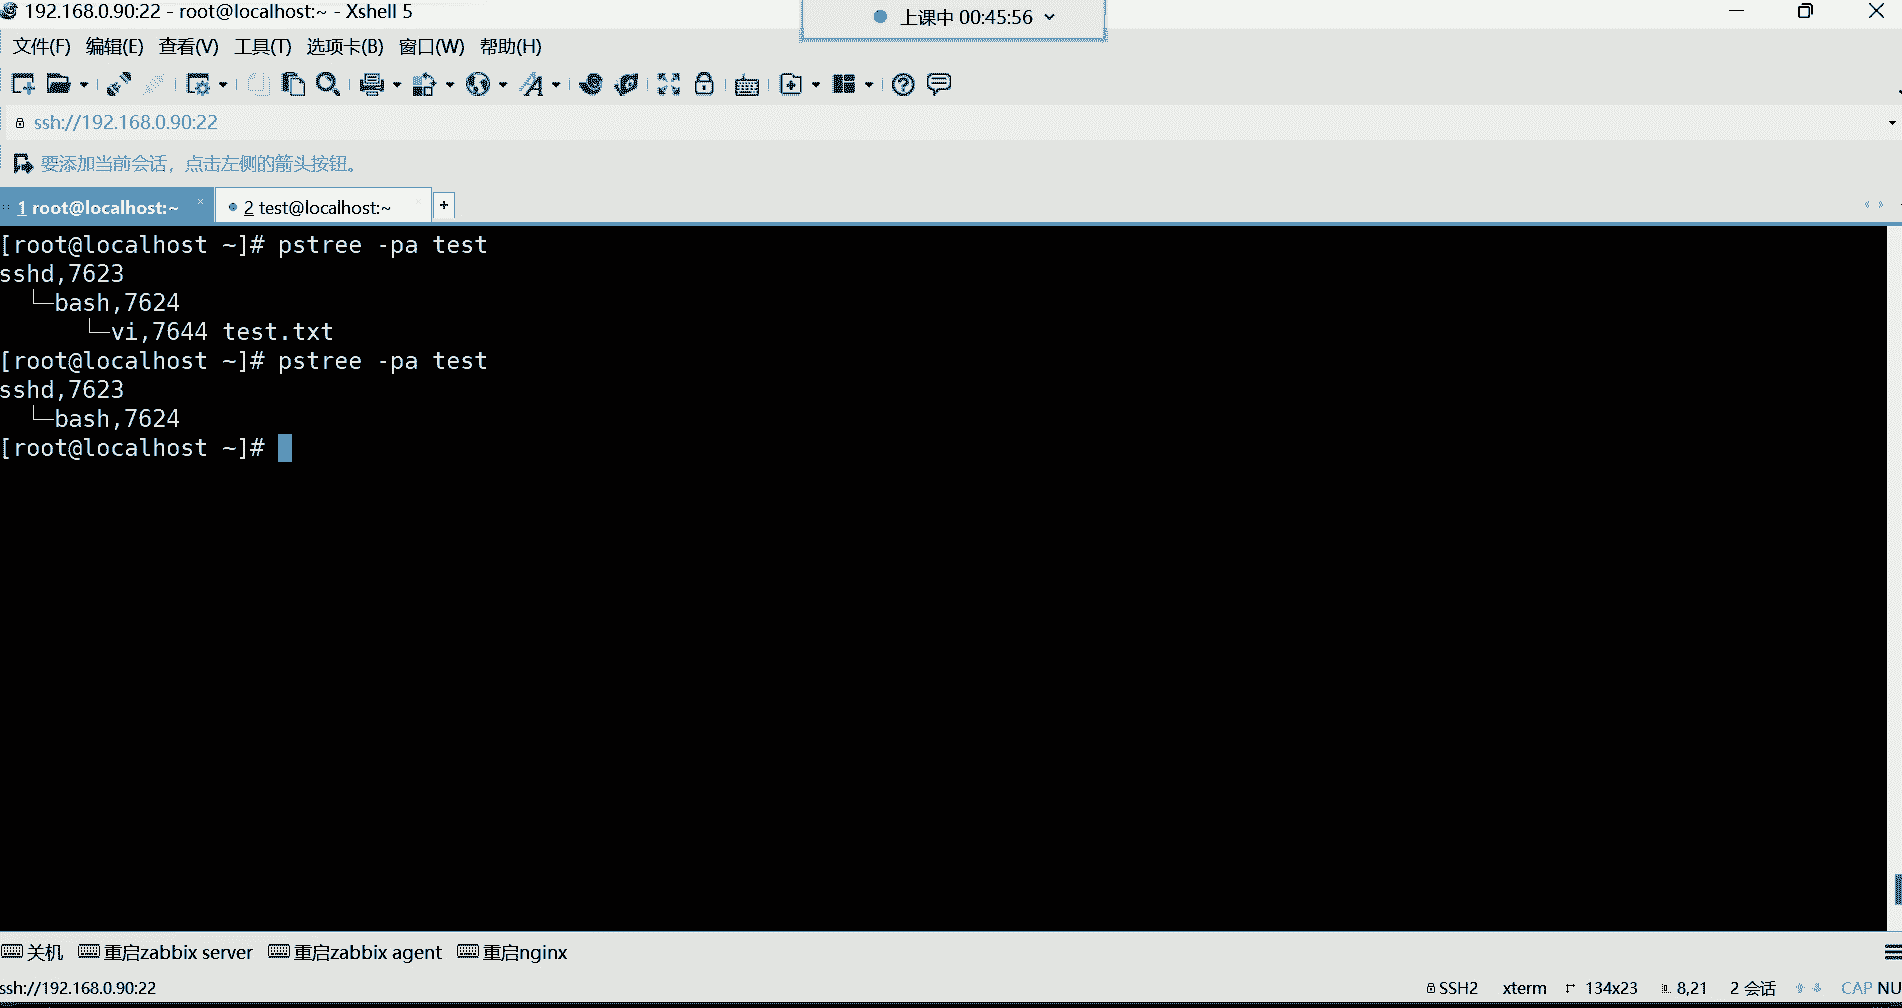 192.168.0.90:22 - root@localhost:~ - Xshell 5
上课中 00:45:56
文件(F) 编辑(E) 查看(V) 工具(T) 选项卡(B) 窗口(W) 帮助(H)
ssh://192.168.0.90:22
要添加当前会话，点击左侧的箭头按钮。
1 root@localhost:~ 2 test@localhost:~
[root@localhost ~]# pstree -pa test
sshd,7623
└─bash,7624
└─vi,7644 test.txt
[root@localhost ~]# pstree -pa test
sshd,7623
└─bash,7624
[root@localhost ~]#
关机 重启zabbix server 重启zabbix agent 重启nginx
ssh://192.168.0.90:22 SSH2 xterm 134x23 8,21 2 会话 CAP NU